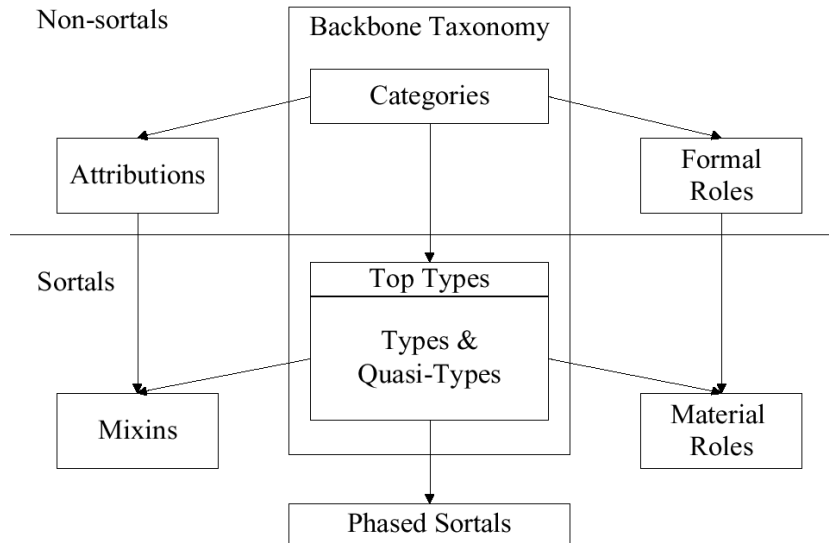 Non-sortals
Backbone Taxonomy
Categories
Attributions
Formal
Roles
Sortals
Top Types
Types &
Quasi-Types
Mixins
Material
Roles
Phased Sortals